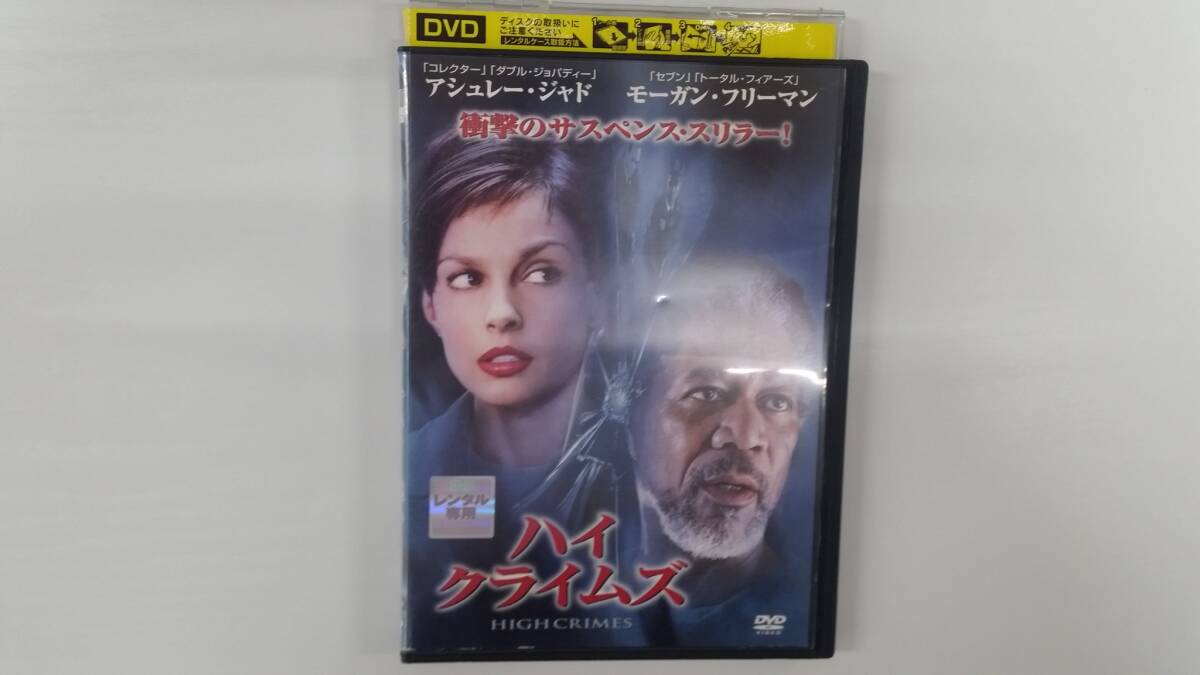 DVD
ディスクの取扱いに
ご注意ください
レンタルケース取扱方法
1
2
3
4
「コレクター」「ダブル・ジョパディー」
「セブン」「トータル・フィアーズ」
アシュレー・ジャド
モーガン・フリーマン
衝撃のサスペンス・スリラー!
レンタル
専用
ハイ
クライムズ
HIGH CRIMES
DVD
VIDEO